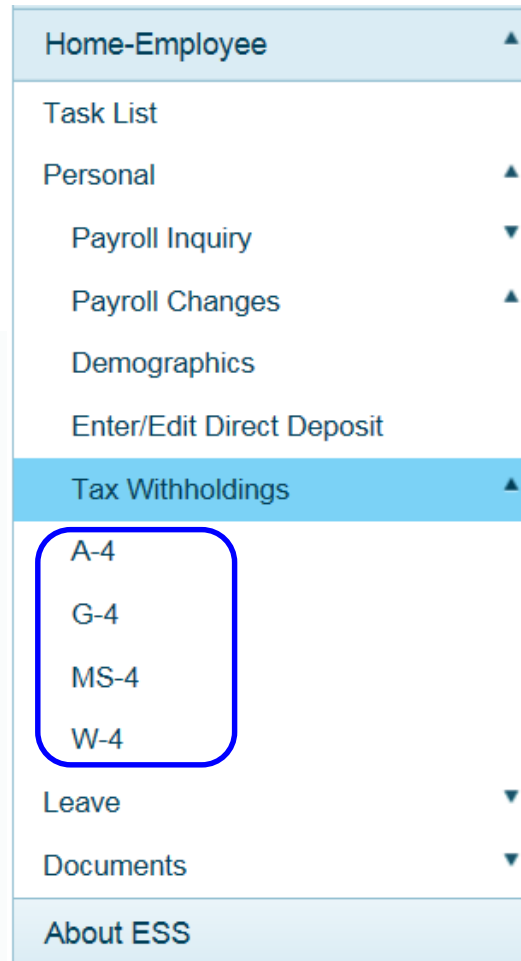 Home-Employee
Task List
Personal
Payroll Inquiry
Payroll Changes
Demographics
Enter/Edit Direct Deposit
Tax Withholdings
A-4
G-4
MS-4
W-4
Leave
Documents
About ESS